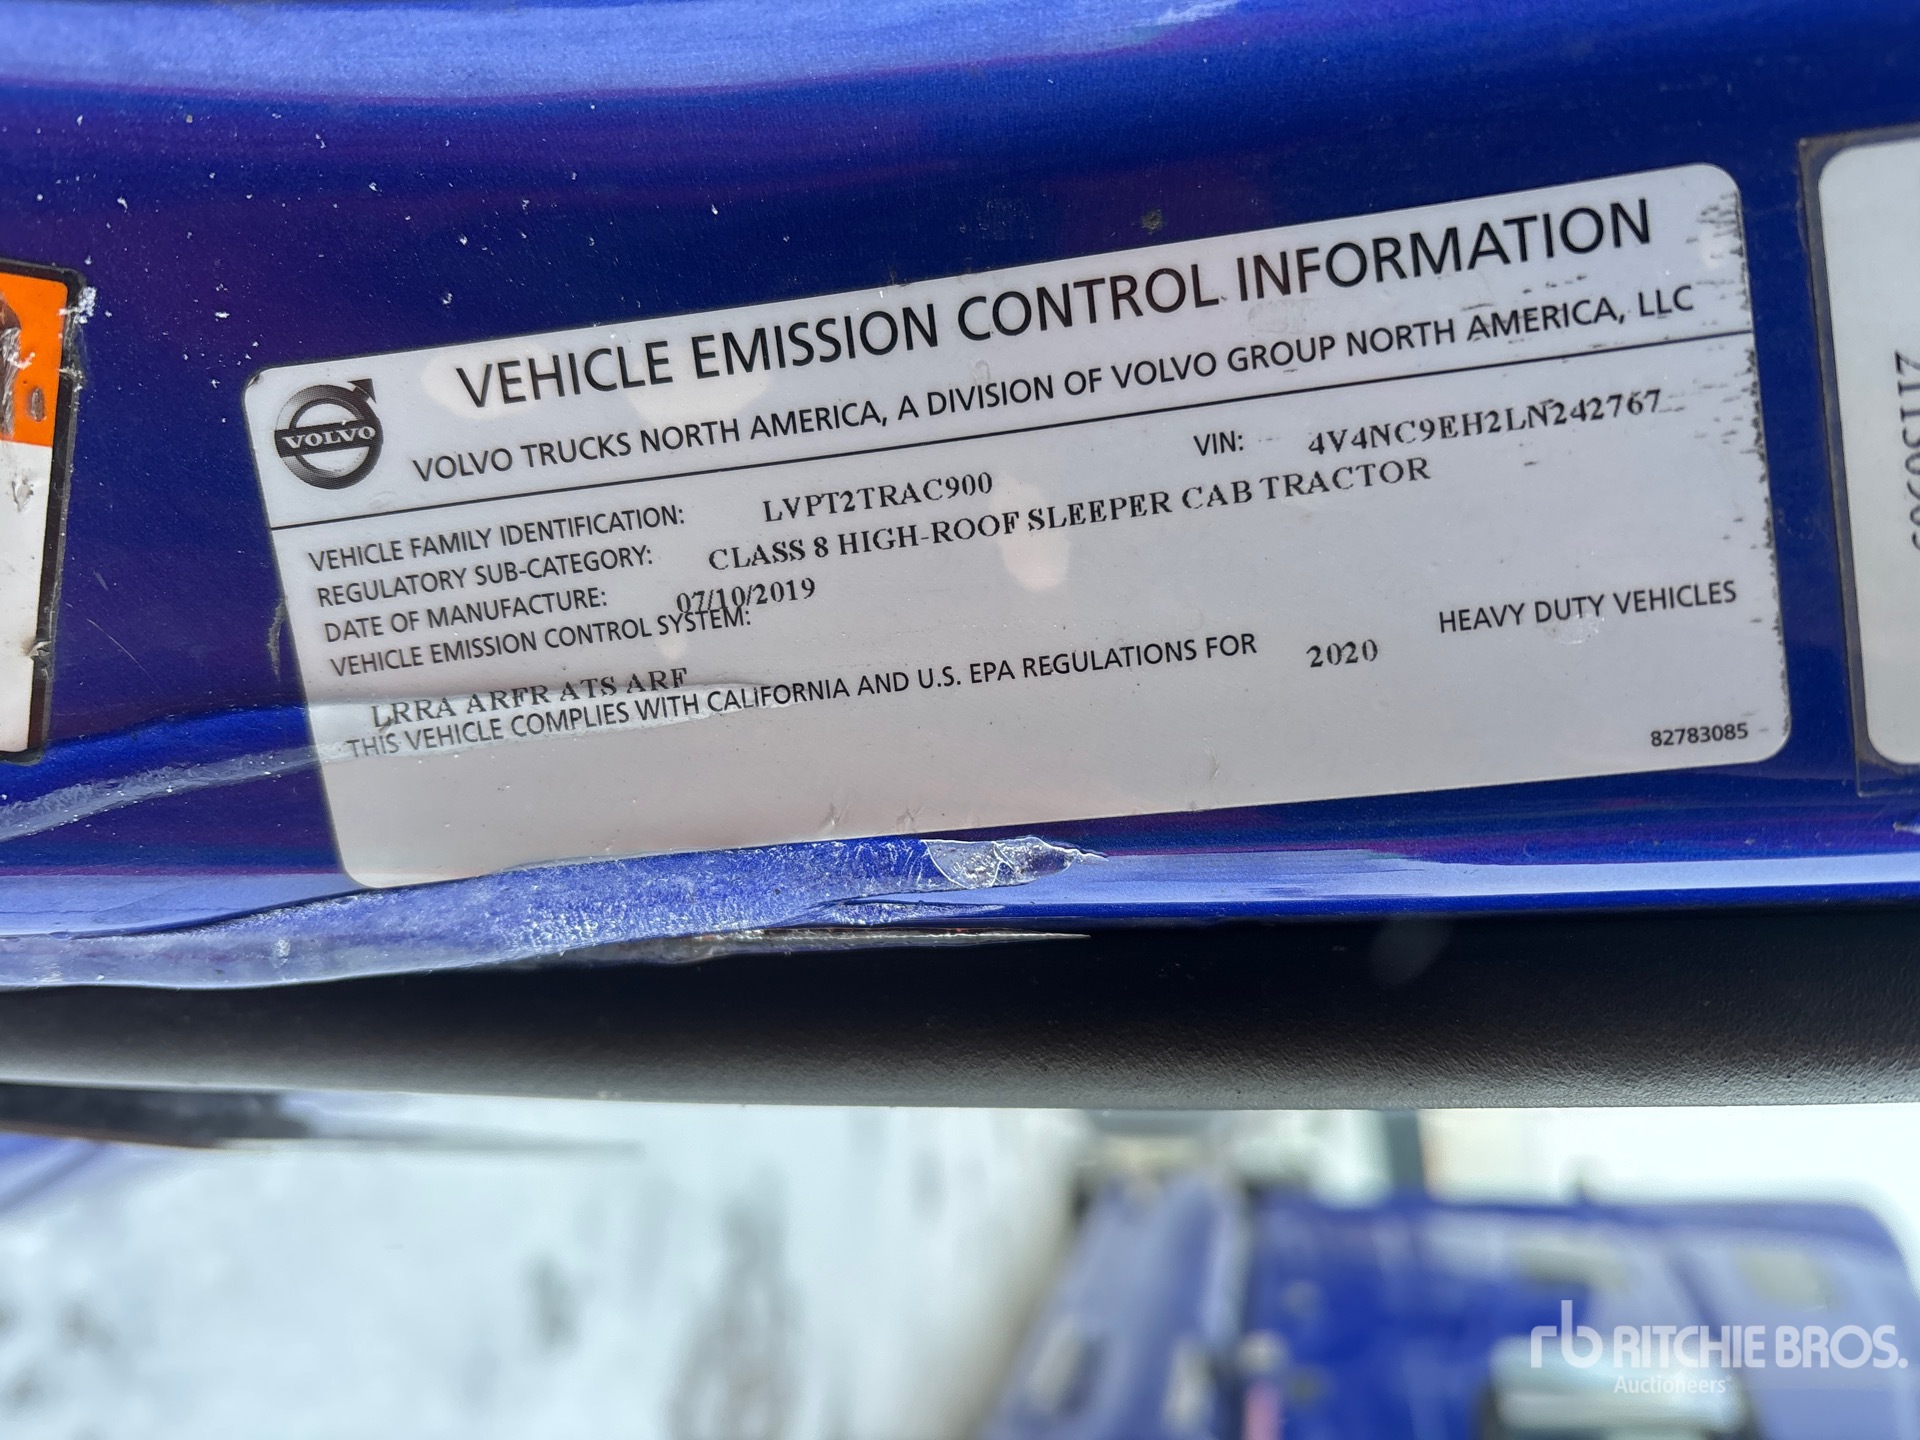 VEHICLE EMISSION CONTROL INFORMATION
VOLVO
VOLVO TRUCKS NORTH AMERICA, A DIVISION OF VOLVO GROUP NORTH AMERICA, LLC
VEHICLE FAMILY IDENTIFICATION: LVPT2TRAC900 VIN: 4V4NC9EH2LN242767
REGULATORY SUB-CATEGORY: CLASS 8 HIGH-ROOF SLEEPER CAB TRACTOR
DATE OF MANUFACTURE: 07/10/2019
VEHICLE EMISSION CONTROL SYSTEM:
LRRA ARFR ATS ARF
THIS VEHICLE COMPLIES WITH CALIFORNIA AND U.S. EPA REGULATIONS FOR 2020 HEAVY DUTY VEHICLES
82783085
rb RITCHIE BROS.
Auctioneers